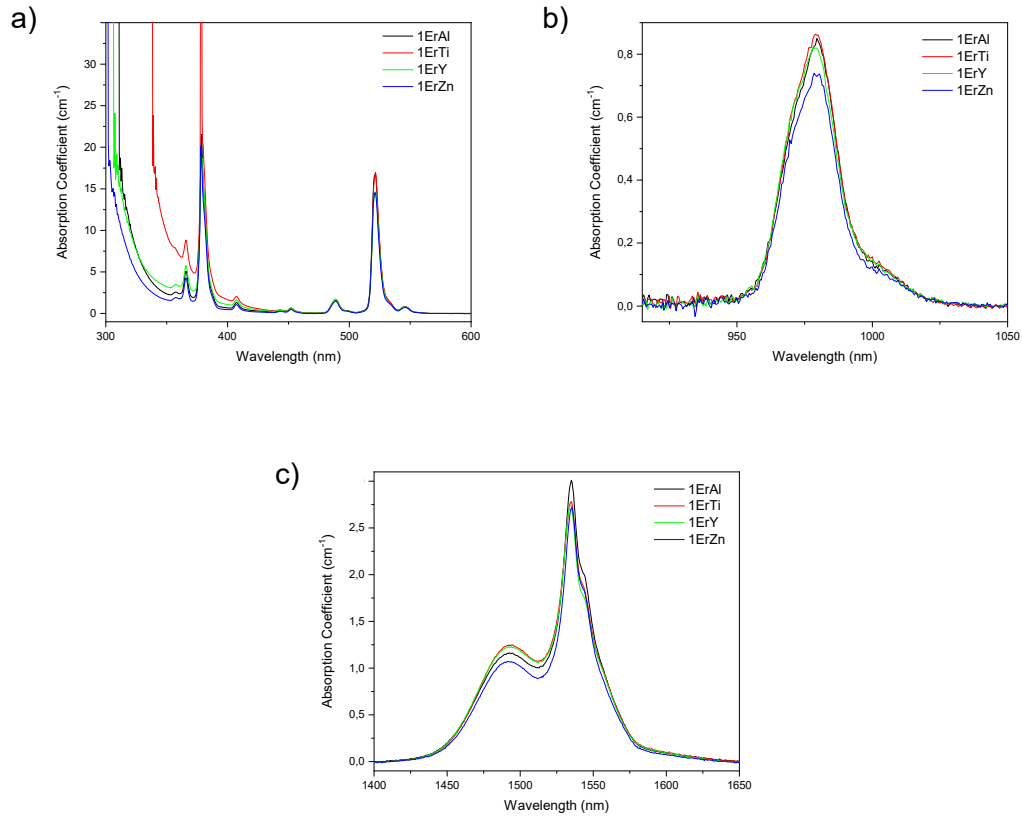 a)
Absorption Coefficient (cm⁻¹)
30
25
20
15
10
5
0
300
400
500
600
Wavelength (nm)
1ErAl
1ErTi
1ErY
1ErZn
b)
Absorption Coefficient (cm⁻¹)
0,8
0,6
0,4
0,2
0,0
950
1000
1050
Wavelength (nm)
1ErAl
1ErTi
1ErY
1ErZn
c)
Absorption Coefficient (cm⁻¹)
2,5
2,0
1,5
1,0
0,5
0,0
1400
1450
1500
1550
1600
1650
Wavelength (nm)
1ErAl
1ErTi
1ErY
1ErZn